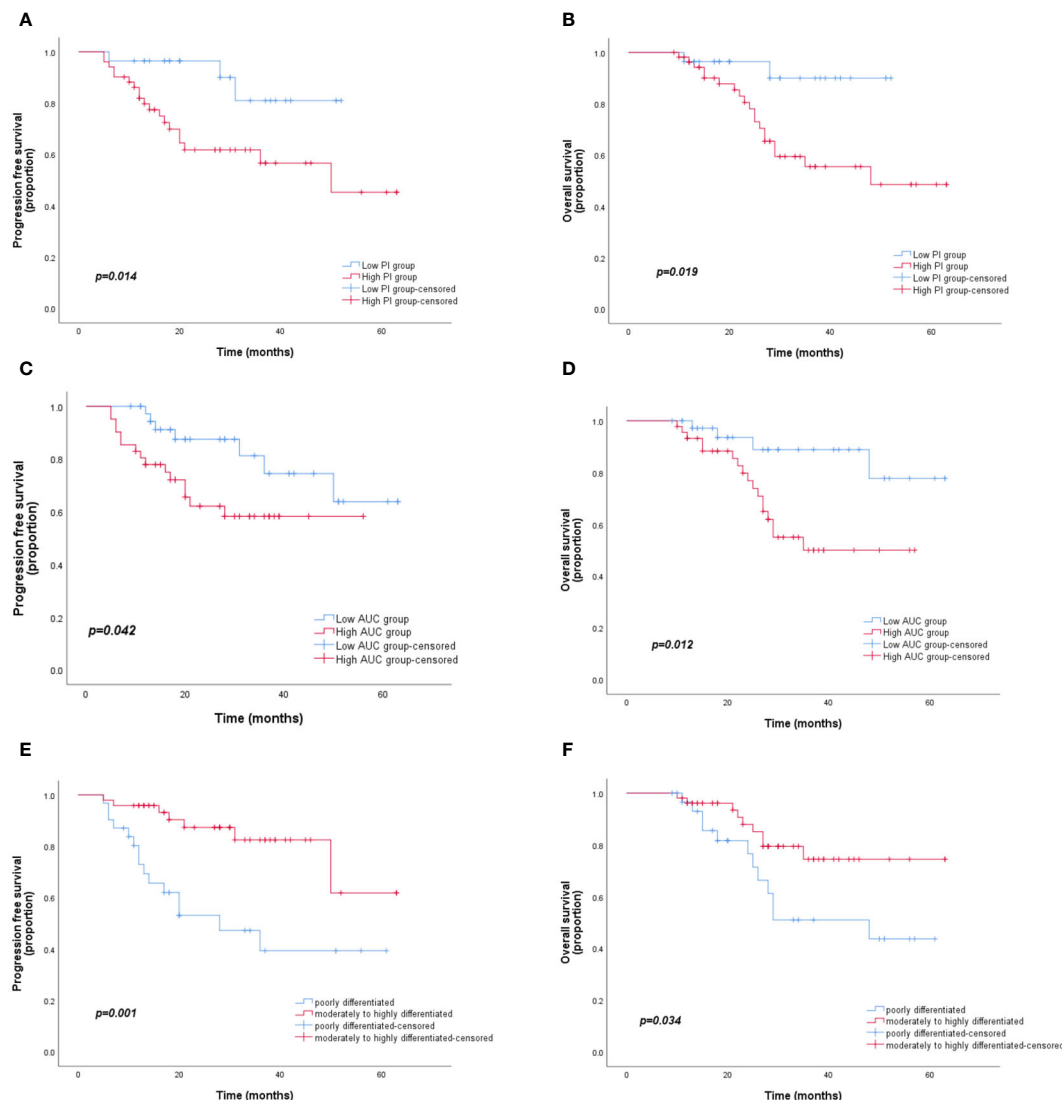 A
Progression free survival
(proportion)
1.0
0.8
0.6
0.4
0.2
0.0
p=0.014
Low PI group
High PI group
Low PI group-censored
High PI group-censored
0
20
40
60
Time (months)
B
Overall survival
(proportion)
1.0
0.8
0.6
0.4
0.2
0.0
p=0.019
Low PI group
High PI group
Low PI group-censored
High PI group-censored
0
20
40
60
Time (months)
C
Progression free survival
(proportion)
1.0
0.8
0.6
0.4
0.2
0.0
p=0.042
Low AUC group
High AUC group
Low AUC group-censored
High AUC group-censored
0
20
40
60
Time (months)
D
Overall survival
(proportion)
1.0
0.8
0.6
0.4
0.2
0.0
p=0.012
Low AUC group
High AUC group
Low AUC group-censored
High AUC group-censored
0
20
40
60
Time (months)
E
Progression free survival
(proportion)
1.0
0.8
0.6
0.4
0.2
0.0
p=0.001
poorly differentiated
moderately to highly differentiated
poorly differentiated-censored
moderately to highly differentiated-censored
0
20
40
60
Time (months)
F
Overall survival
(proportion)
1.0
0.8
0.6
0.4
0.2
0.0
p=0.034
poorly differentiated
moderately to highly differentiated
poorly differentiated-censored
moderately to highly differentiated-censored
0
20
40
60
Time (months)